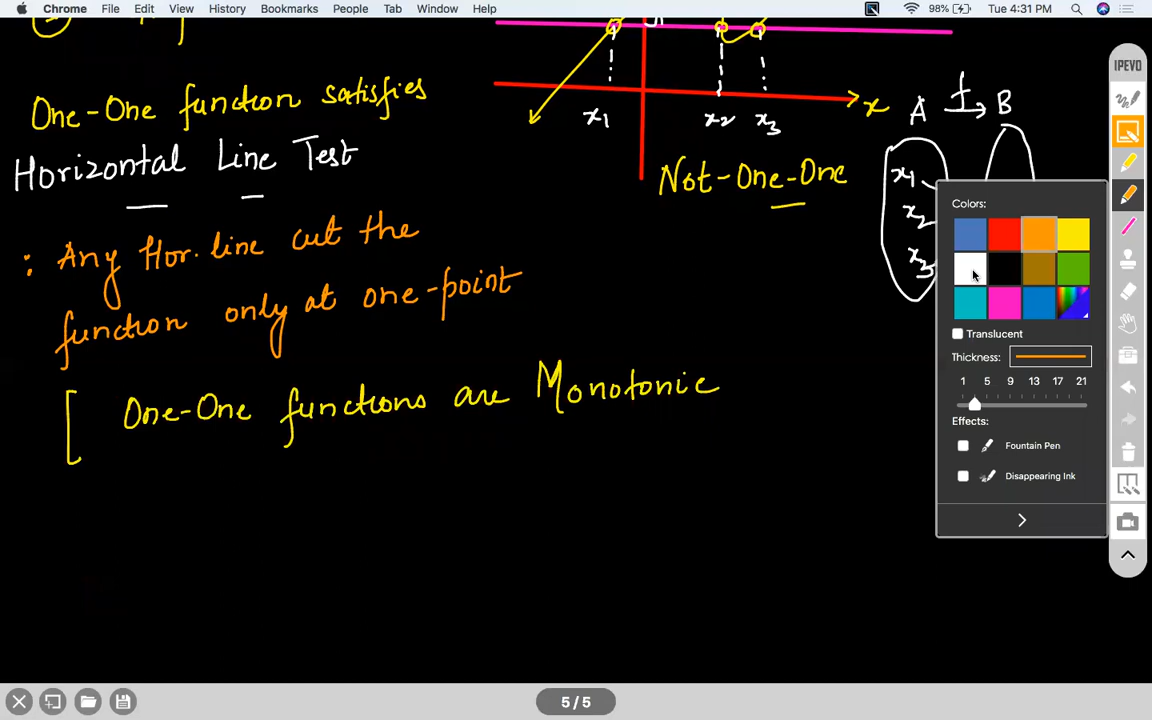 Chrome File Edit View History Bookmarks People Tab Window Help 98% Tue 4:31 PM
One-One function satisfies
Horizontal Line Test
: Any Hor. line cut the
function only at one-point
[ One-One functions are Monotonic
x1 x2 x3 x
Not-One-One
A f→ B
x1
x2
x3
IPEVO
Colors:
Translucent
Thickness:
1 5 9 13 17 21
Effects:
Fountain Pen
Disappearing Ink
5/5